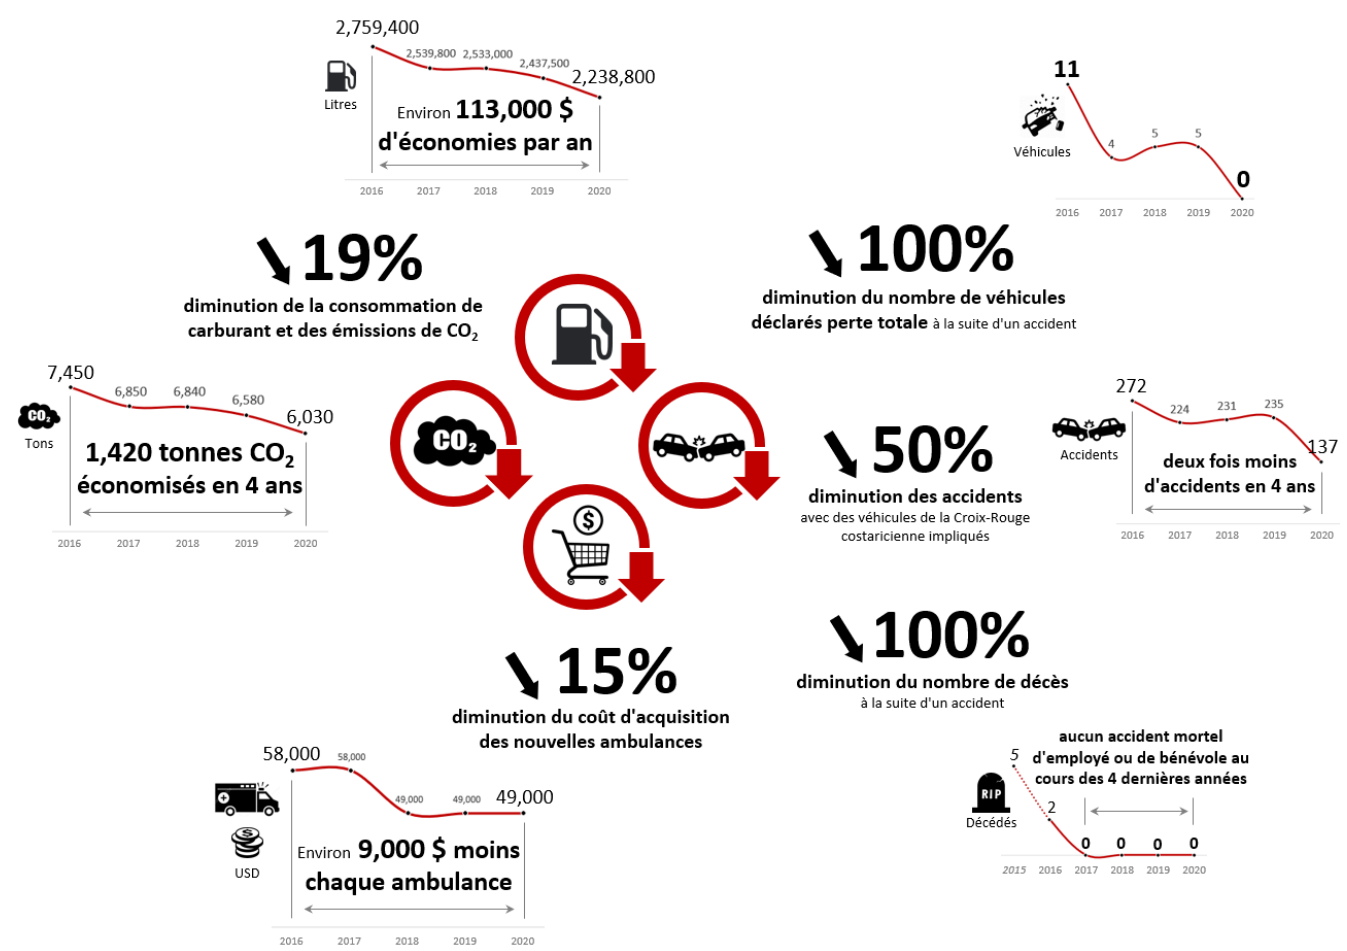 2,759,400
2,539,800 2,533,000
2,437,500
2,238,800
Litres
Environ 113,000 $
d'économies par an
2016 2017 2018 2019 2020
11
4
5
5
0
Véhicules
2016 2017 2018 2019 2020
19%
diminution de la consommation de
carburant et des émissions de CO2
100%
diminution du nombre de véhicules
déclarés perte totale à la suite d'un accident
7,450
6,850
6,840
6,580
6,030
CO2
Tons
1,420 tonnes CO2
économisés en 4 ans
2016 2017 2018 2019 2020
CO2
50%
diminution des accidents
avec des véhicules de la Croix-Rouge
costaricienne impliqués
272
224
231
235
137
Accidents
deux fois moins
d'accidents en 4 ans
2016 2017 2018 2019 2020
$
15%
diminution du coût d'acquisition
des nouvelles ambulances
100%
diminution du nombre de décès
à la suite d'un accident
58,000
58,000
49,000
49,000
49,000
$
USD
Environ 9,000 $ moins
chaque ambulance
2016 2017 2018 2019 2020
aucun accident mortel
d'employé ou de bénévole au
cours des 4 dernières années
5
2
0 0 0 0
RIP
Décédés
2015 2016 2017 2018 2019 2020